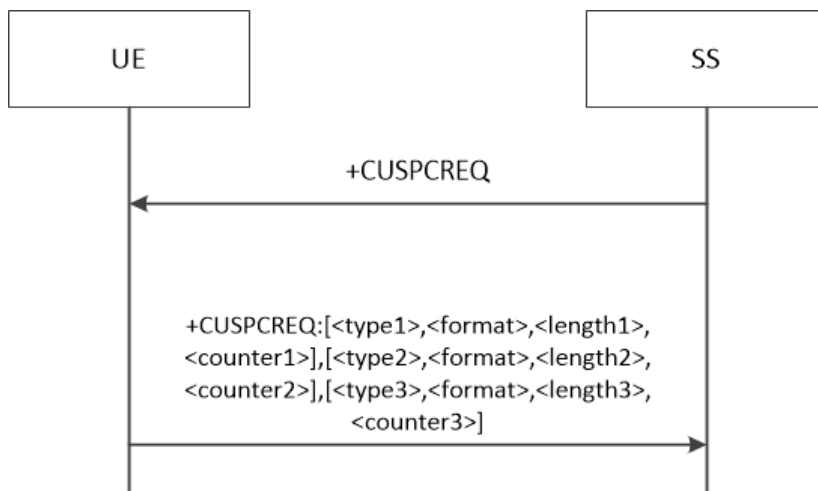 UE
SS
+CUSPCREQ
+CUSPCREQ:[<type1>,<format>,<length1>,
<counter1>],[<type2>,<format>,<length2>,
<counter2>],[<type3>,<format>,<length3>,
<counter3>]